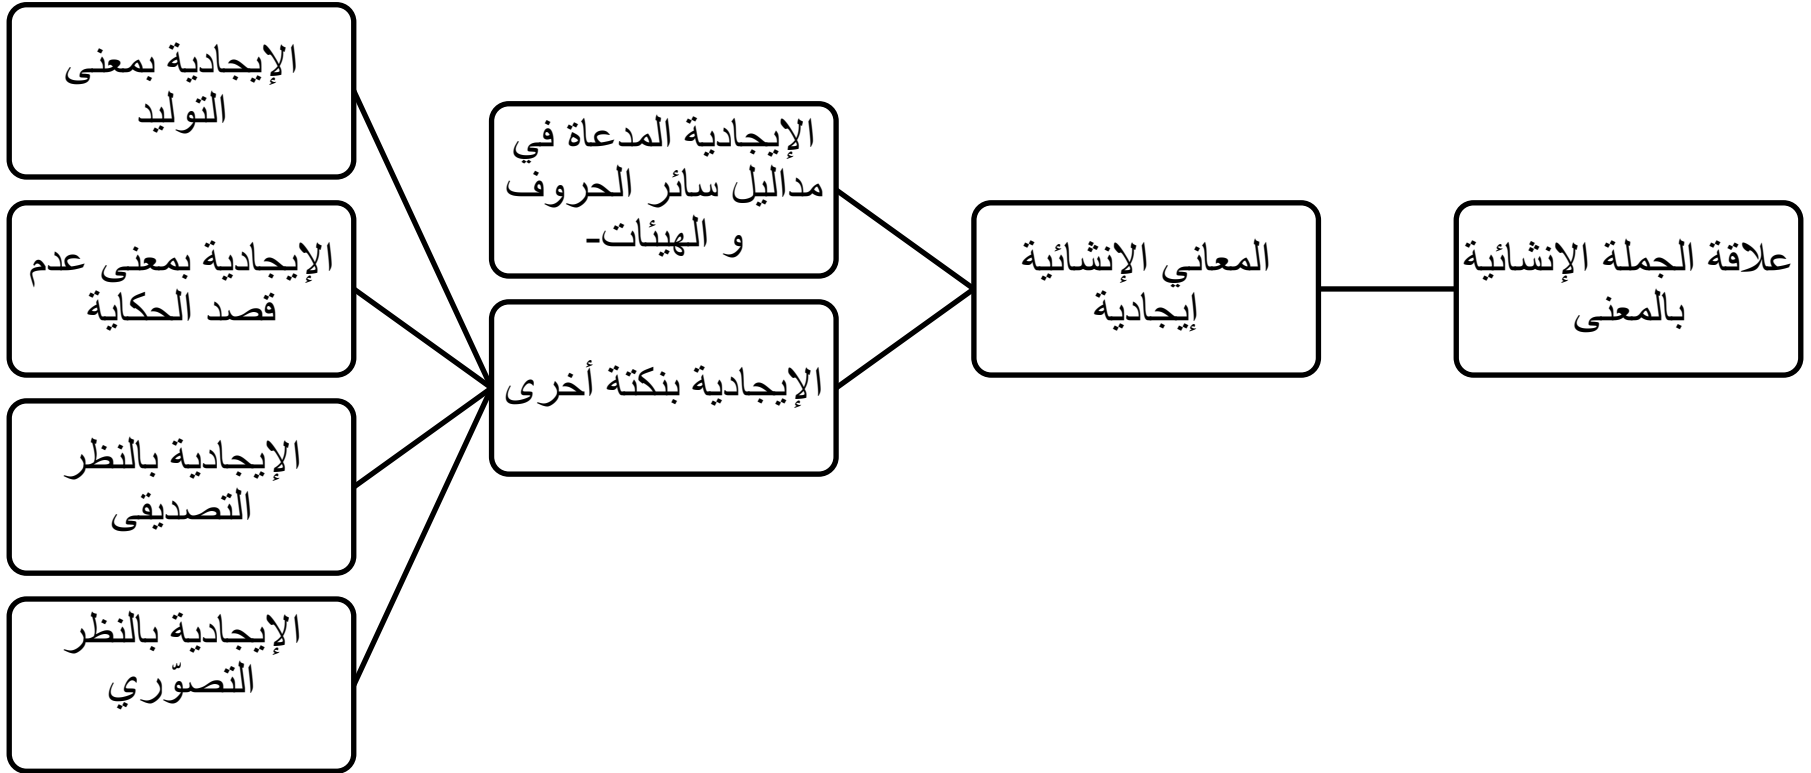 علاقة الجملة الإنشائية
بالمعنى
المعاني الإنشائية
إيجادية
الإيجادية المدعاة في
مداليل سائر الحروف
و الهيئات-
الإيجادية بنكتة أخرى
الإيجادية بمعنى
التوليد
الإيجادية بمعنى عدم
قصد الحكاية
الإيجادية بالنظر
التصديقى
الإيجادية بالنظر
التصوّري